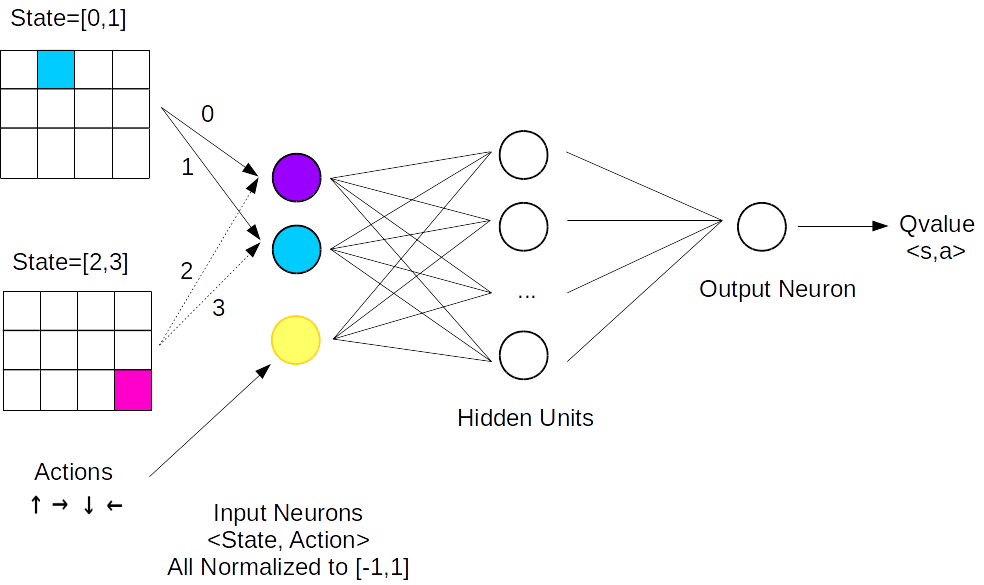 State=[0,1]
0
1
State=[2,3]
2
3
Actions
↑ → ↓ ←
Input Neurons
<State, Action>
All Normalized to [-1,1]
...
Hidden Units
Output Neuron
Qvalue
<s,a>